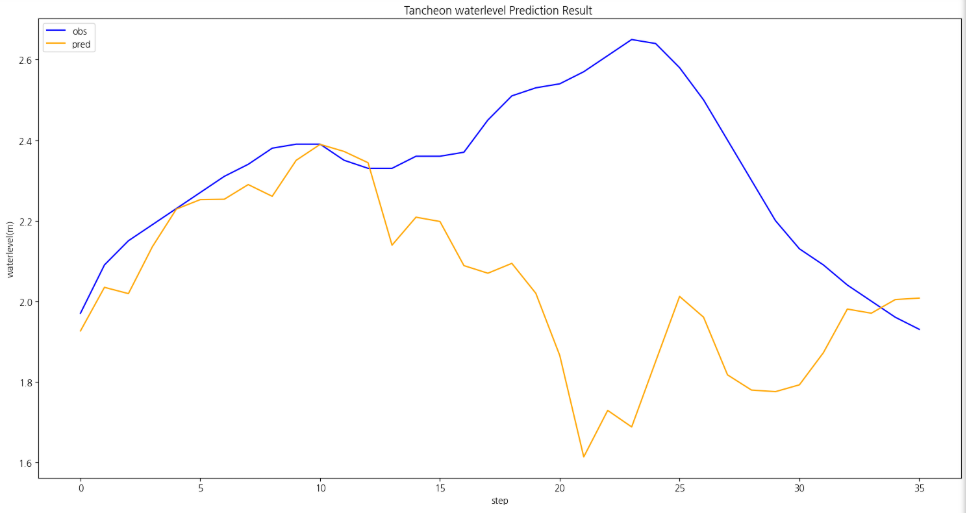 Tancheon waterlevel Prediction Result
obs
pred
2.6
2.4
2.2
2.0
1.8
1.6
waterlevel(m)
0 5 10 15 20 25 30 35
step